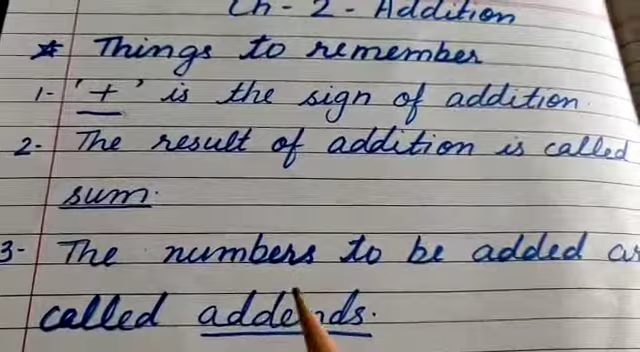 Ch - 2 - Addition
* Things to remember
1- '+' is the sign of addition.
2- The result of addition is called
sum.
3- The numbers to be added ar
called addends.